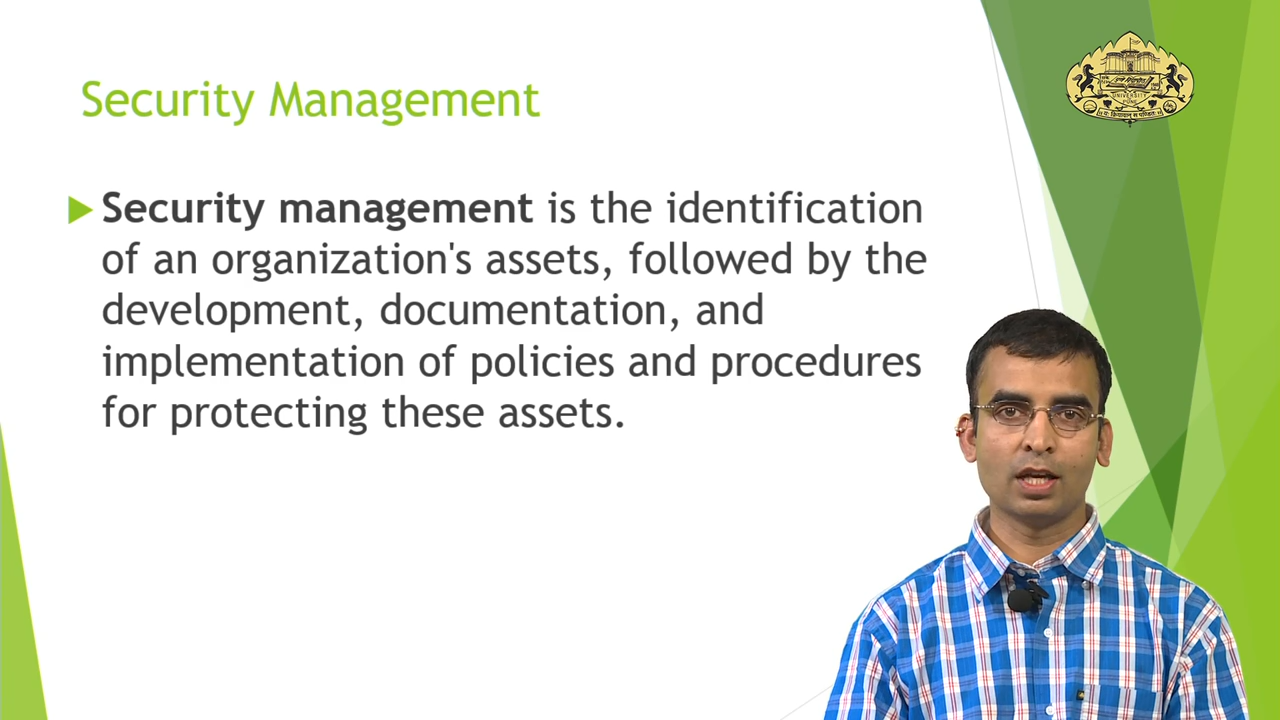 Security Management
Security management is the identification
of an organization's assets, followed by the
development, documentation, and
implementation of policies and procedures
for protecting these assets.
UNIVERSITY